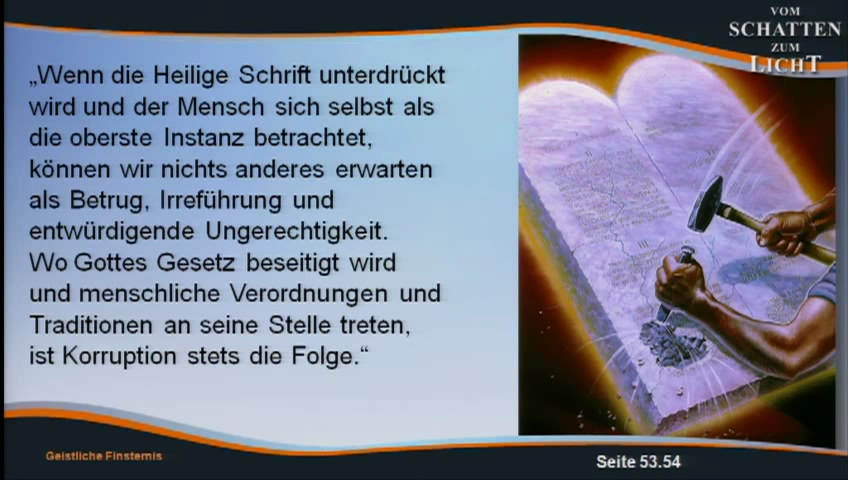 VOM
SCHATTEN
ZUM
LICHT
„Wenn die Heilige Schrift unterdrückt
wird und der Mensch sich selbst als
die oberste Instanz betrachtet,
können wir nichts anderes erwarten
als Betrug, Irreführung und
entwürdigende Ungerechtigkeit.
Wo Gottes Gesetz beseitigt wird
und menschliche Verordnungen und
Traditionen an seine Stelle treten,
ist Korruption stets die Folge.“
Geistliche Finsternis
Seite 53.54